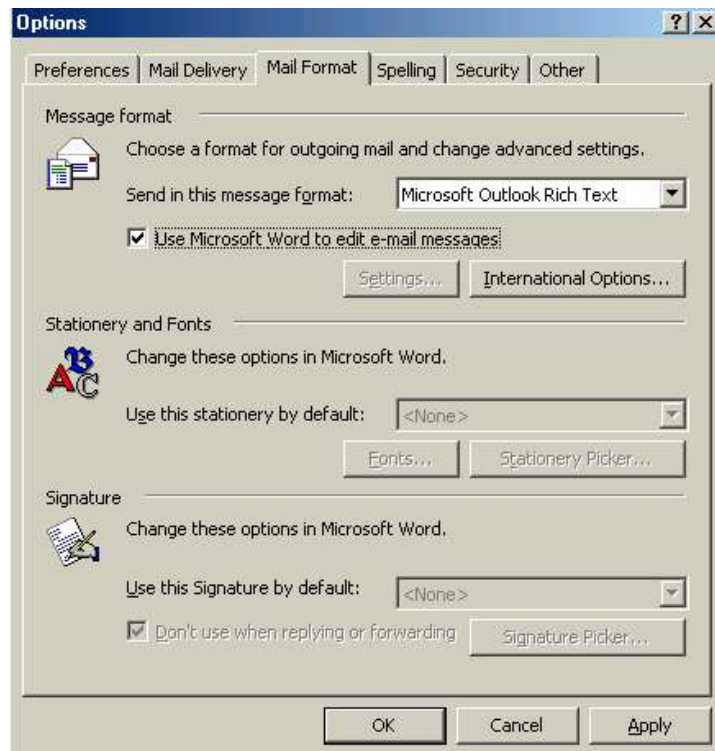 Options
Preferences Mail Delivery Mail Format Spelling Security Other
Message format
Choose a format for outgoing mail and change advanced settings.
Send in this message format: Microsoft Outlook Rich Text
Use Microsoft Word to edit e-mail messages
Settings... International Options...
Stationery and Fonts
Change these options in Microsoft Word.
Use this stationery by default: <None>
Fonts... Stationery Picker...
Signature
Change these options in Microsoft Word.
Use this Signature by default: <None>
Don't use when replying or forwarding Signature Picker...
OK Cancel Apply